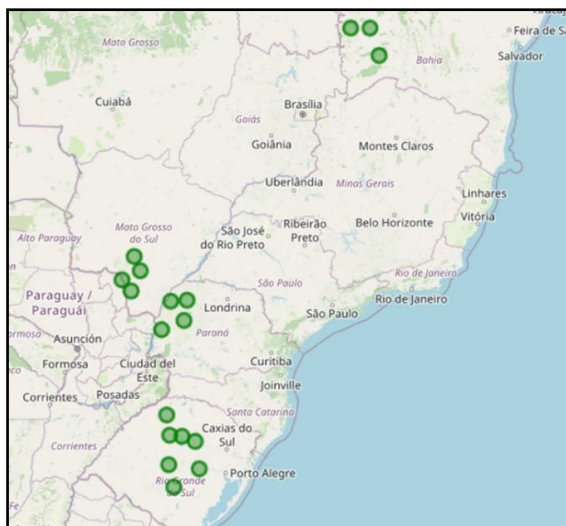 Aracaj
Mato Grosso
Feira de Sa
Bahia
Salvador
Cuiabá
Brasília
Goiás
Goiânia
Montes Claros
Uberlândia
Minas Gerais
Linhares
Mato Grosso
do Sul
São José
do Rio Preto
Ribeirão
Preto
Belo Horizonte
Vitória
Alto Paraguay
Rio de Janeiro
São Paulo
Paraguay /
Paraguái
Londrina
São Paulo
Rio de Janeiro
Asunción
Paraná
Formosa
Ciudad del
Este
Curitiba
Joinville
Corrientes
Posadas
Santa Catarina
Caxias do
Sul
Corrientes
Porto Alegre
Rio Grande
do Sul